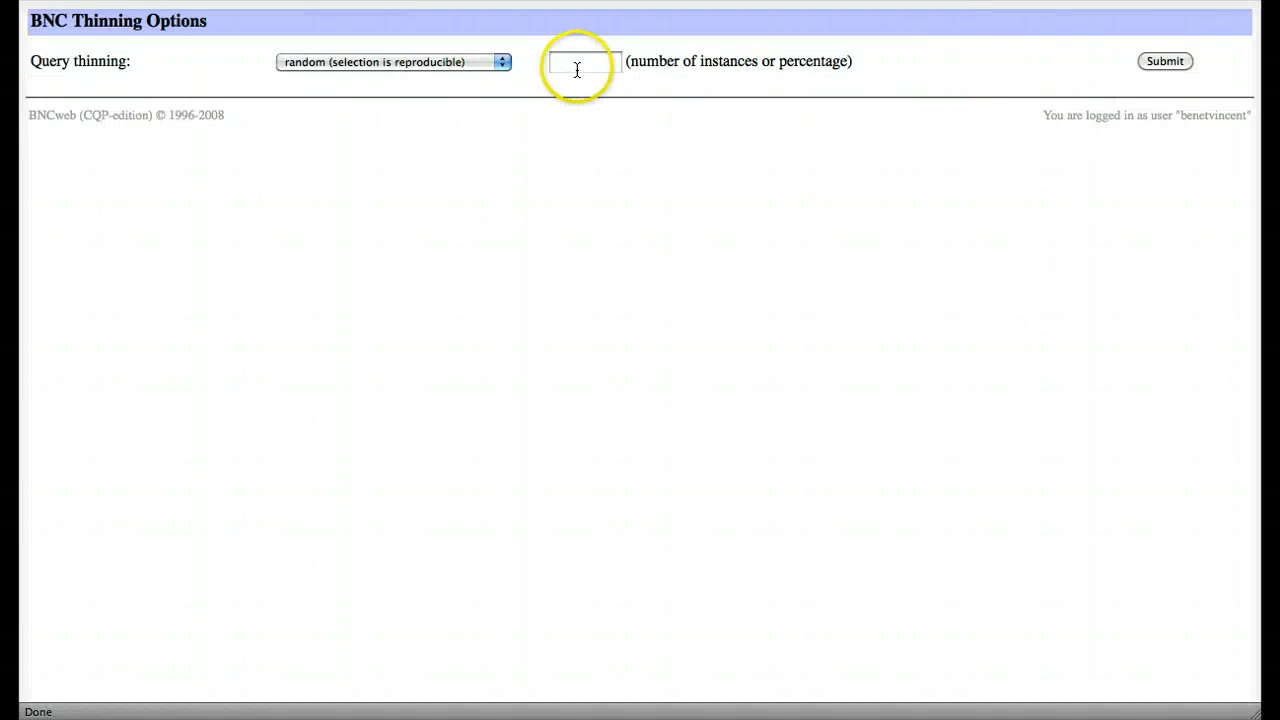 BNC Thinning Options
Query thinning: random (selection is reproducible) (number of instances or percentage) Submit
BNCweb (CQP-edition) © 1996-2008 You are logged in as user "benetvincent"
Done